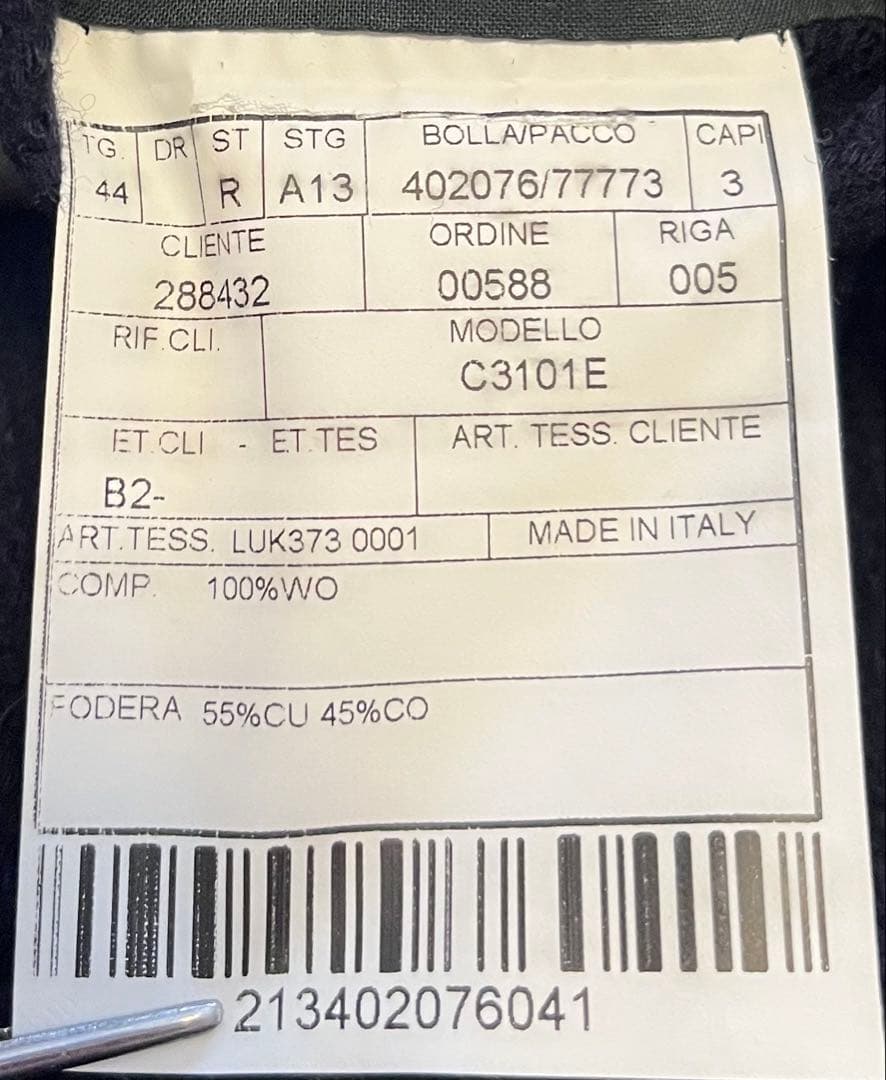 TG. DR ST STG BOLLA/PACCO CAPI
44 R A13 402076/77773 3
CLIENTE ORDINE RIGA
288432 00588 005
RIF.CLI. MODELLO
C3101E
ET.CLI - ET.TES ART. TESS. CLIENTE
B2-
ART.TESS. LUK373 0001 MADE IN ITALY
COMP. 100%WO
FODERA 55%CU 45%CO
213402076041